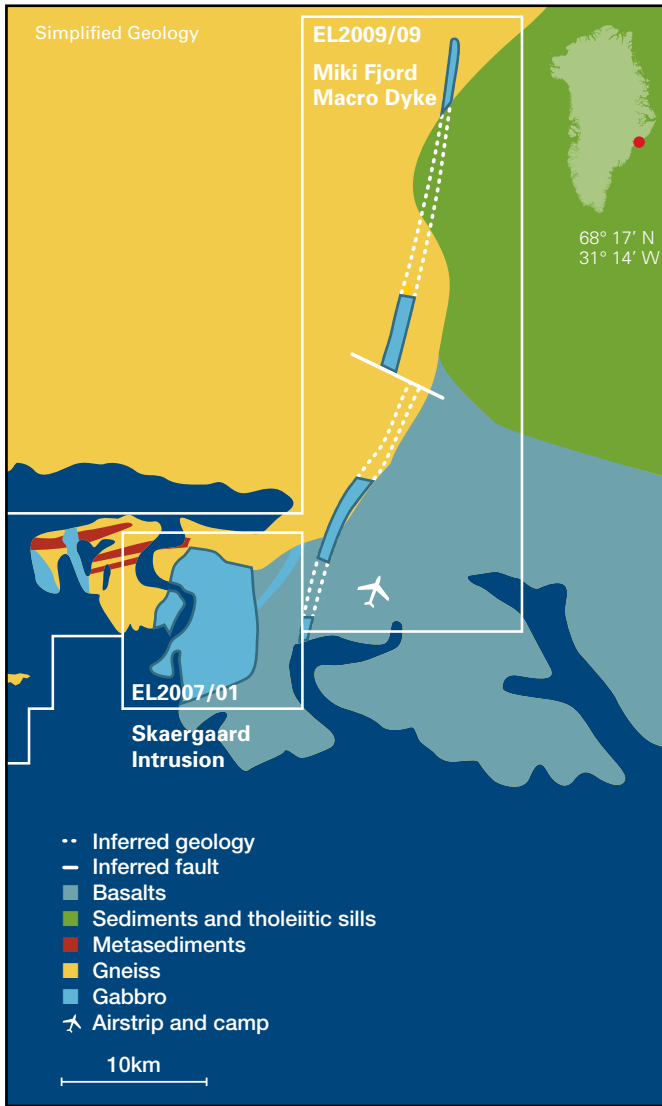 Simplified Geology
EL2009/09
Miki Fjord
Macro Dyke
68° 17’ N
31° 14’ W
EL2007/01
Skaergaard
Intrusion
Inferred geology
Inferred fault
Basalts
Sediments and tholeiitic sills
Metasediments
Gneiss
Gabbro
Airstrip and camp
10km